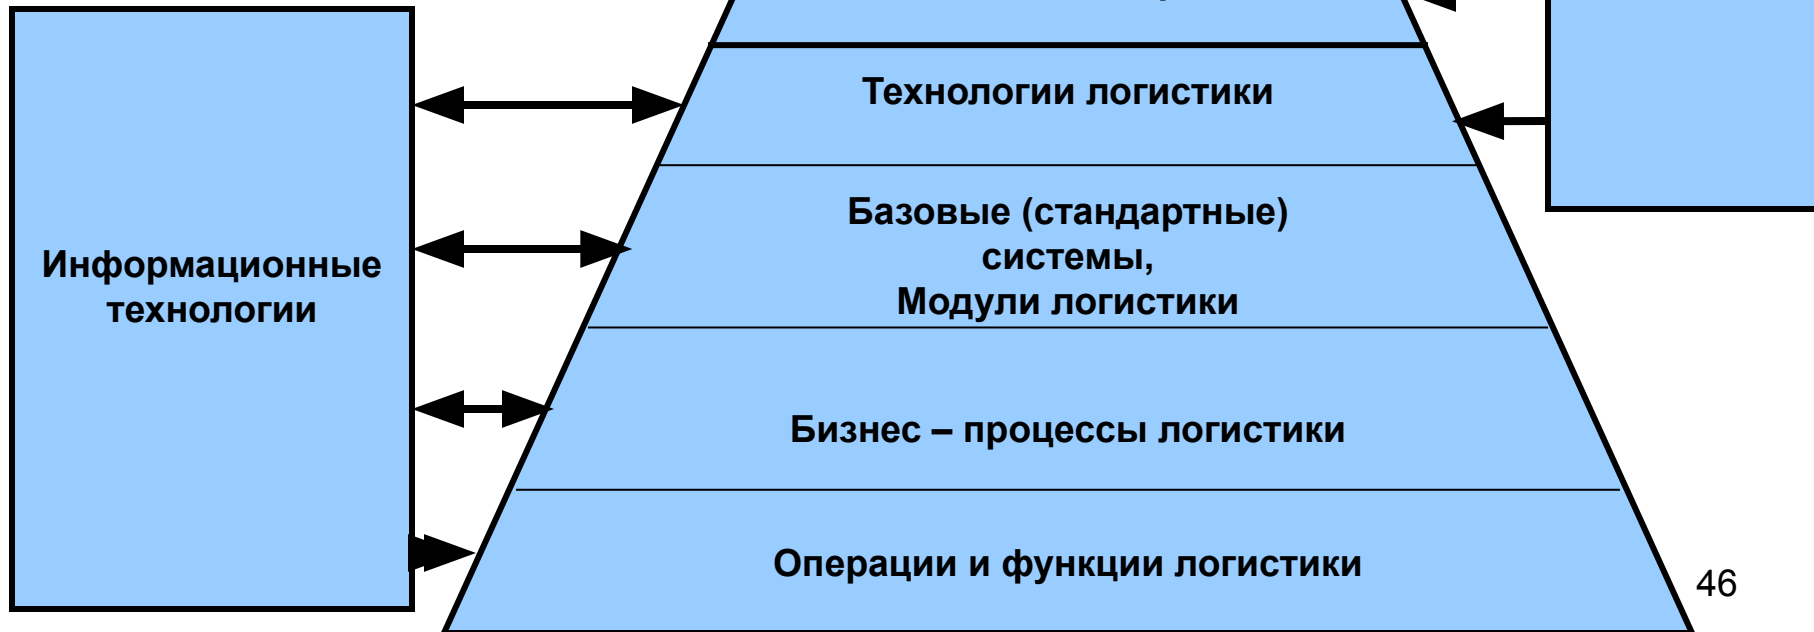 Технологии логистики
Базовые (стандартные)
системы,
Модули логистики
Информационные
технологии
Бизнес – процессы логистики
Операции и функции логистики
46